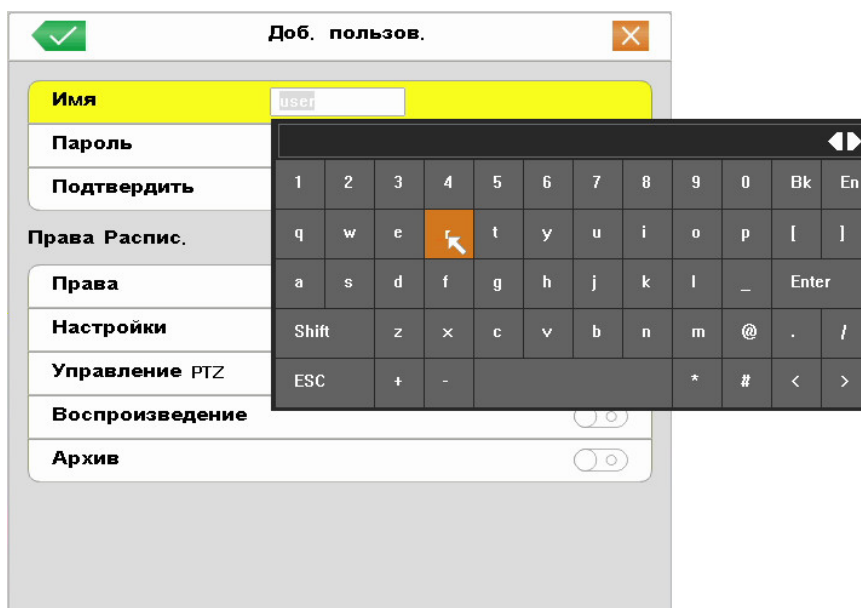 Доб. пользов.
Имя user
Пароль
Подтвердить
1 2 3 4 5 6 7 8 9 0 Bk En
Права Распис.
q w e r t y u i o p [ ]
Права
a s d f g h j k l _ Enter
Настройки
Shift z x c v b n m @ . /
Управление PTZ
ESC + - * # < >
Воспроизведение
Архив